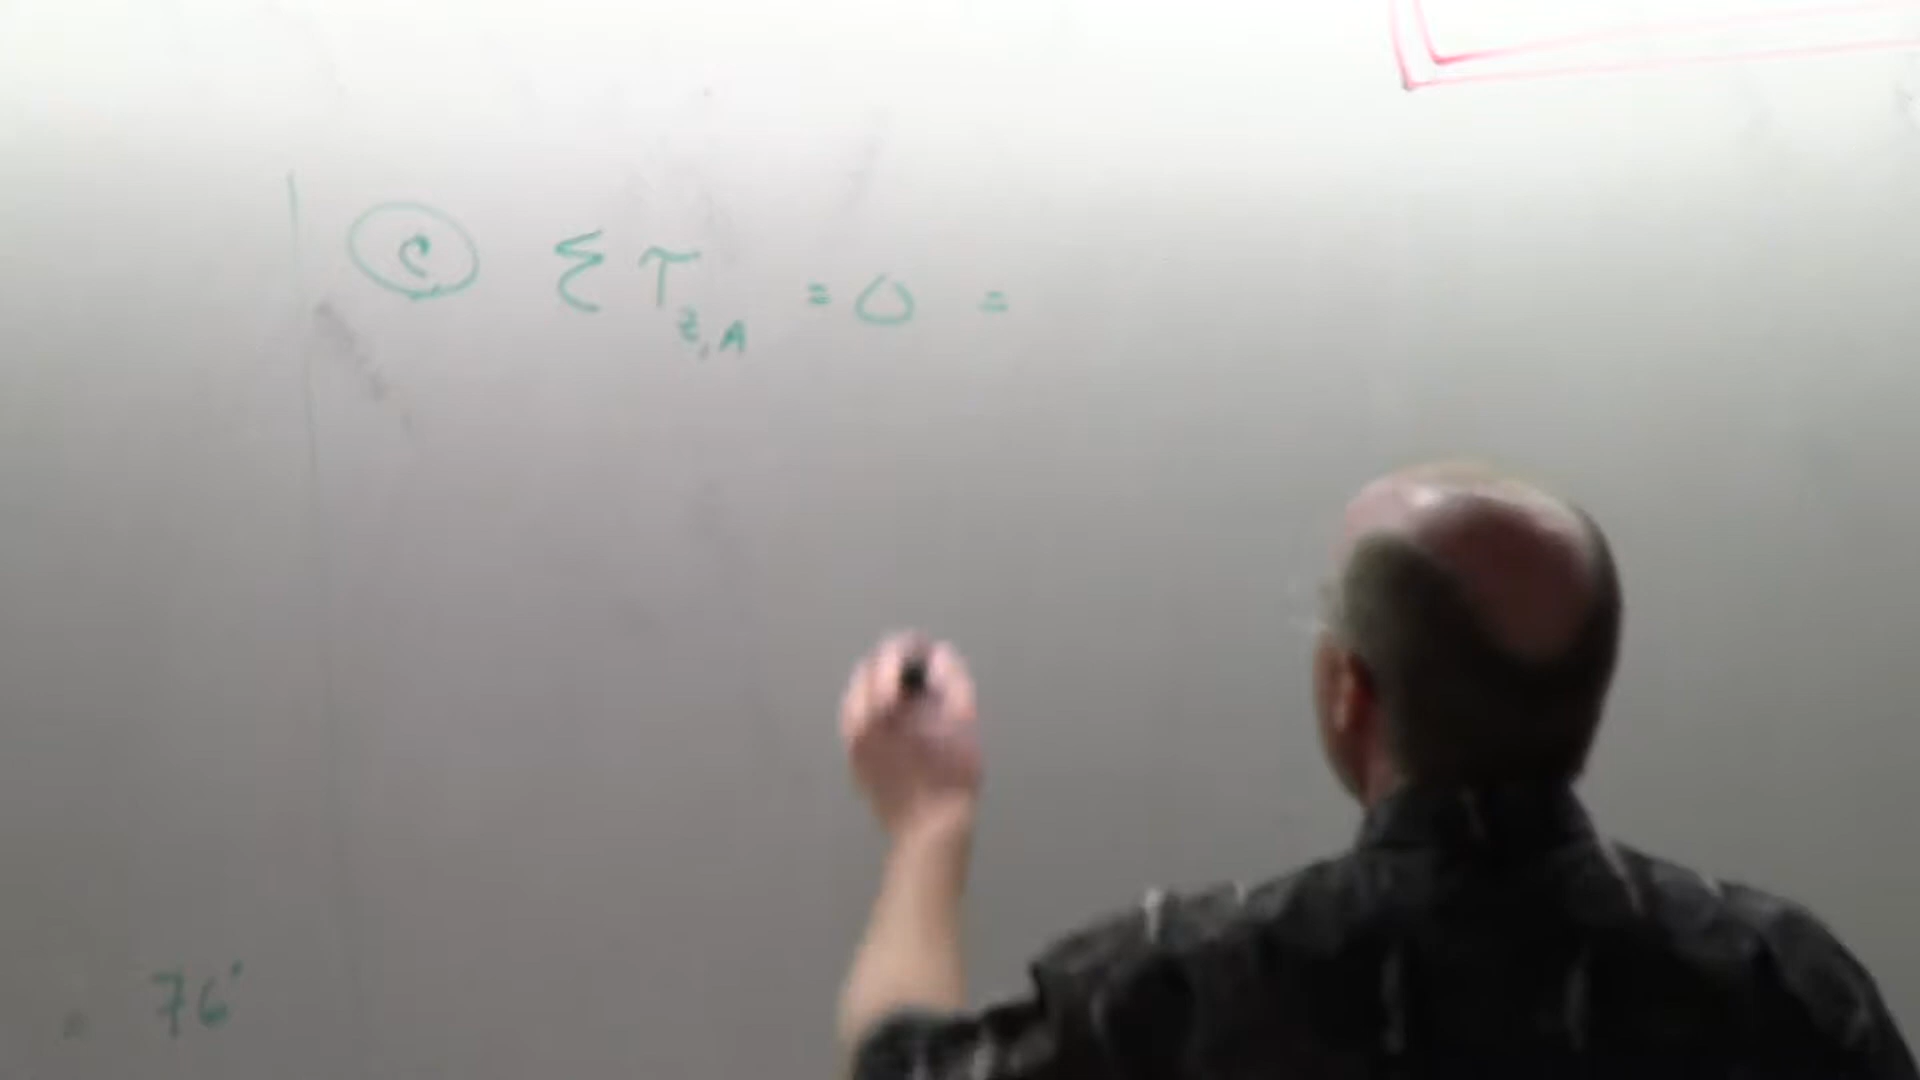 ⓒ Σ τ_{z,A} = 0 =
= 76'